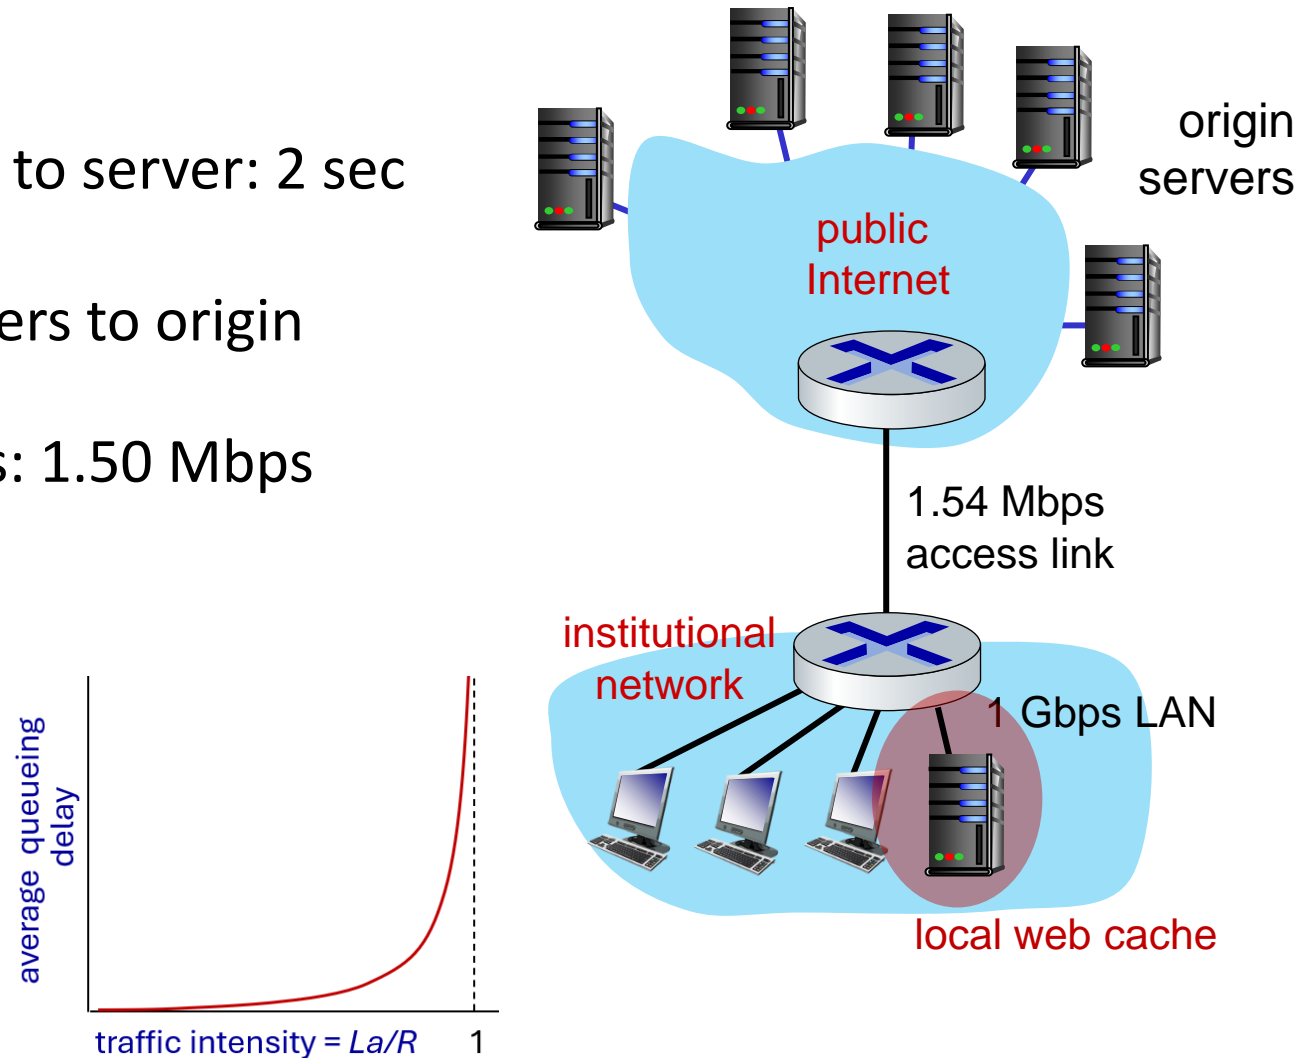 to server: 2 sec
ers to origin
s: 1.50 Mbps
origin
servers
public
Internet
1.54 Mbps
access link
institutional
network
1 Gbps LAN
local web cache
average queueing
delay
traffic intensity = La/R
1